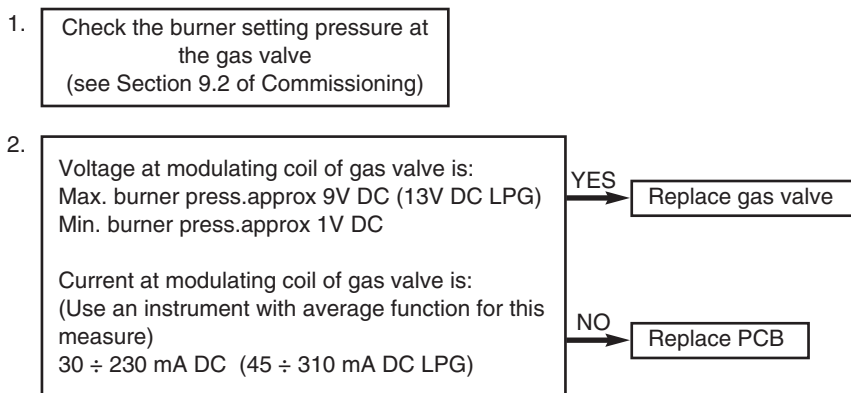 1.
Check the burner setting pressure at
the gas valve
(see Section 9.2 of Commissioning)
2.
Voltage at modulating coil of gas valve is:
Max. burner press.approx 9V DC (13V DC LPG)
Min. burner press.approx 1V DC
YES
Replace gas valve
Current at modulating coil of gas valve is:
(Use an instrument with average function for this
measure)
30 ÷ 230 mA DC (45 ÷ 310 mA DC LPG)
NO
Replace PCB